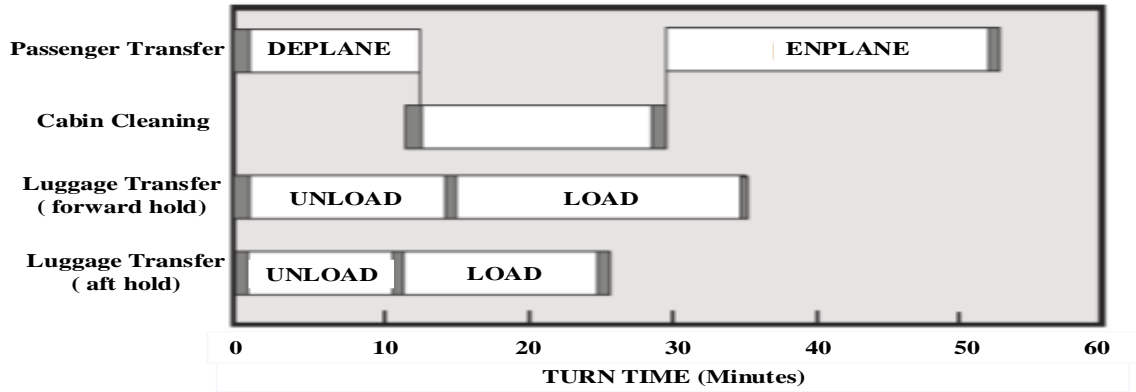 Passenger Transfer
DEPLANE
ENPLANE
Cabin Cleaning
Luggage Transfer
( forward hold)
UNLOAD
LOAD
Luggage Transfer
( aft hold)
UNLOAD
LOAD
0 10 20 30 40 50 60
TURN TIME (Minutes)